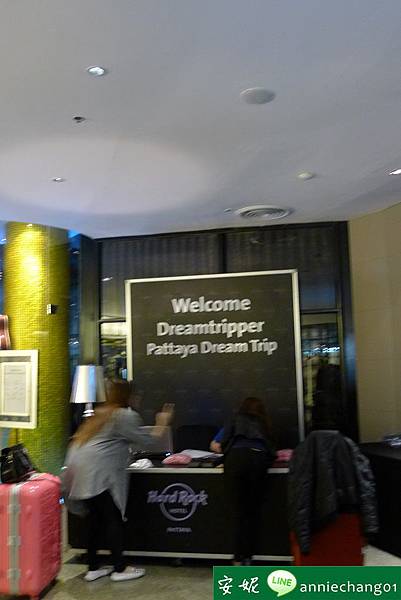 Welcome
Dreamtripper
Pattaya Dream Trip
Hard Rock
HOTEL
PATTAYA
安妮 LINE anniechang01